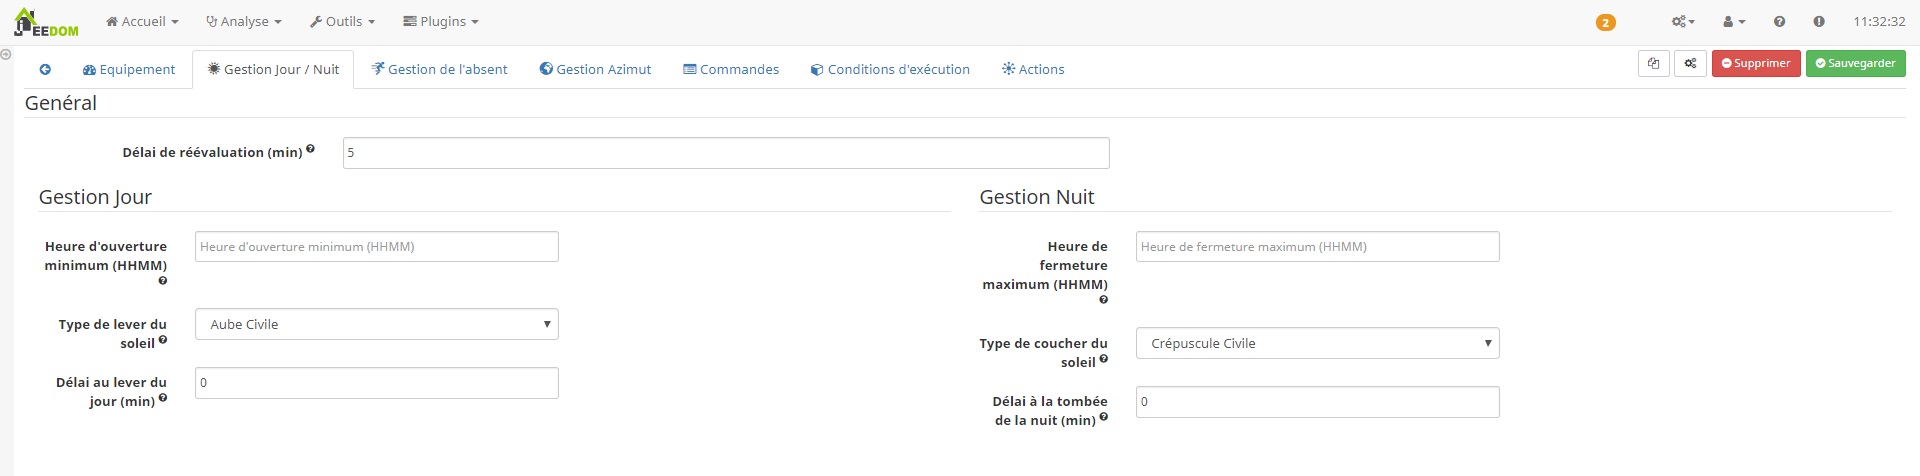 JEEDOM Accueil Analyse Outils Plugins 2 11:32:32
Equipement Gestion Jour / Nuit Gestion de l'absent Gestion Azimut Commandes Conditions d'exécution Actions Supprimer Sauvegarder
Genéral
Délai de réévaluation (min) 5
Gestion Jour
Heure d'ouverture
minimum (HHMM)
Heure d'ouverture minimum (HHMM)
Type de lever du
soleil
Aube Civile
Délai au lever du
jour (min)
0
Gestion Nuit
Heure de
fermeture
maximum (HHMM)
Heure de fermeture maximum (HHMM)
Type de coucher du
soleil
Crépuscule Civile
Délai à la tombée
de la nuit (min)
0